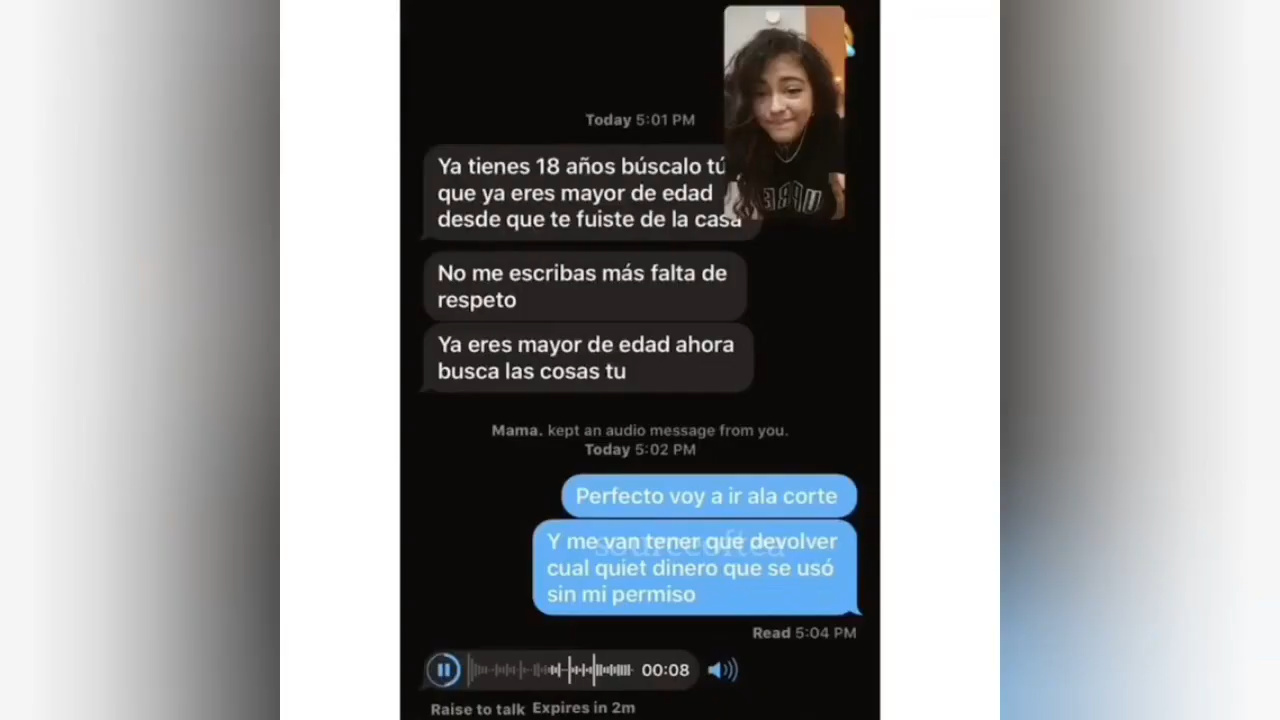 Today 5:01 PM
Ya tienes 18 años búscalo tú
que ya eres mayor de edad
desde que te fuiste de la casa
No me escribas más falta de
respeto
Ya eres mayor de edad ahora
busca las cosas tu
Mama. kept an audio message from you.
Today 5:02 PM
Perfecto voy a ir ala corte
Y me van tener que devolver
cual quiet dinero que se usó
sin mi permiso
sourceoftea
Read 5:04 PM
00:08
Raise to talk Expires in 2m